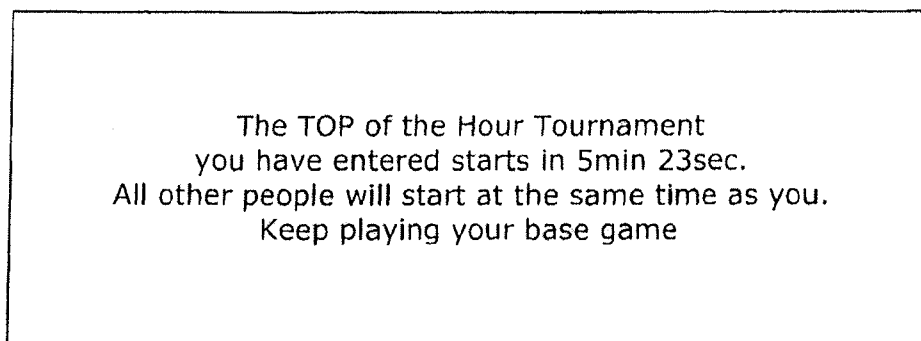 The TOP of the Hour Tournament
you have entered starts in 5min 23sec.
All other people will start at the same time as you.
Keep playing your base game